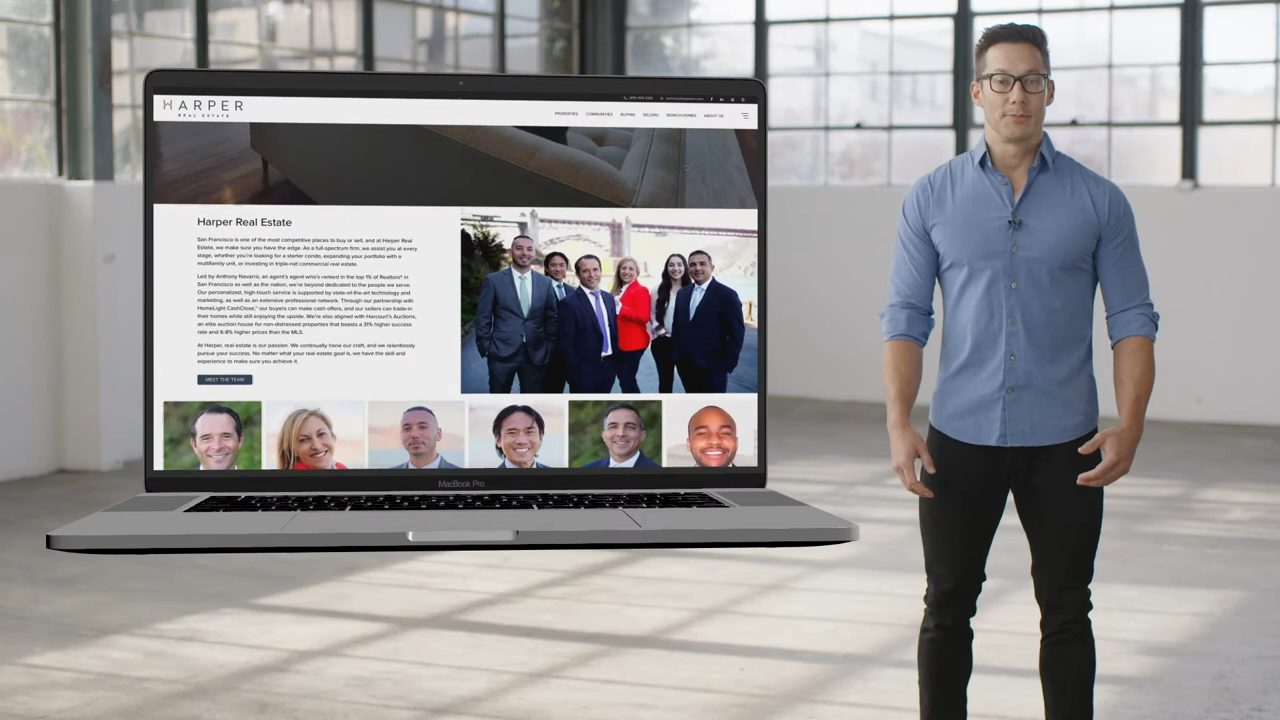 HARPER
REAL ESTATE
PROPERTIES COMMUNITIES BUYING SELLING SEARCH HOMES ABOUT US
Harper Real Estate
San Francisco is one of the most competitive places to buy or sell, and at Harper Real
Estate, we make sure you have the edge. As a full-spectrum firm, we assist you at every
stage, whether you're looking for a starter condo, expanding your portfolio with a
multifamily unit, or investing in triple-net commercial real estate.
Led by Anthony Navarro, an agent's agent who's ranked in the top 1% of Realtors® in
San Francisco as well as the nation, we're beyond dedicated to the people we serve.
Our personalized, high-touch service is supported by state-of-the-art technology and
marketing, as well as an extensive professional network. Through our partnership with
HomeLight CashClose,™ our buyers can make cash offers, and our sellers can trade-in
their homes while still enjoying the upside. We're also aligned with Harcourt's Auctions,
an elite auction house for non-distressed properties that boasts a 31% higher success
rate and 6-8% higher prices than the MLS.
At Harper, real estate is our passion. We continually hone our craft, and we relentlessly
pursue your success. No matter what your real estate goal is, we have the skill and
experience to make sure you achieve it.
MEET THE TEAM
MacBook Pro